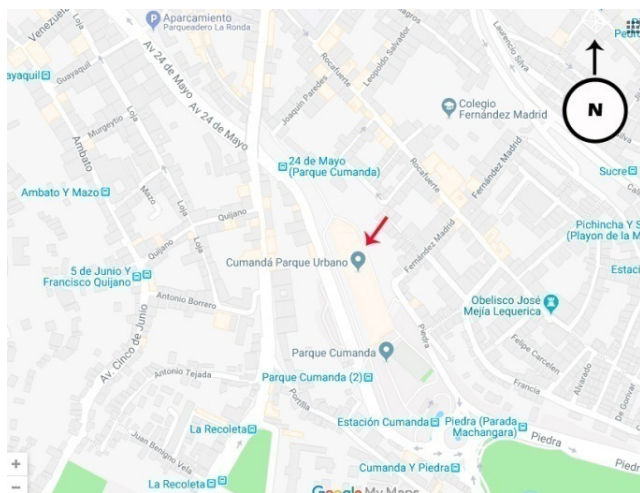 Venezuela
Loja
Aparcamiento
Parqueadero La Ronda
Av 24 de Mayo
Av 24 de Mayo
Guayaquil
Guayaquil
Loja
Murgeytio
Ambato
Loja
Mazo
Ambato Y Mazo
Quijano
Quijano
5 de Junio Y
Francisco Quijano
Antonio Borrero
Av. Cinco de Junio
Antonio Tejada
Juan Benigno Vela
La Recoleta
La Recoleta
Portilla
Joaquín Paredes
Rocafuerte
Leopoldo Salvador
Laurencio Silva
Colegio
Fernández Madrid
N
24 de Mayo
(Parque Cumanda)
Rocafuerte
Fernández Madrid
Sucre
Fernández Madrid
Pichincha Y S
(Playon de la M
Cumandá Parque Urbano
Obelisco José
Mejía Lequerica
Piedra
Felipe Carcelen
Alvarado
De Gorivar
Francia
Parque Cumanda
Parque Cumanda (2)
Estación Cumanda
Piedra (Parada
Machangara)
Piedra
Cumanda Y Piedra
Google My Maps
+
−